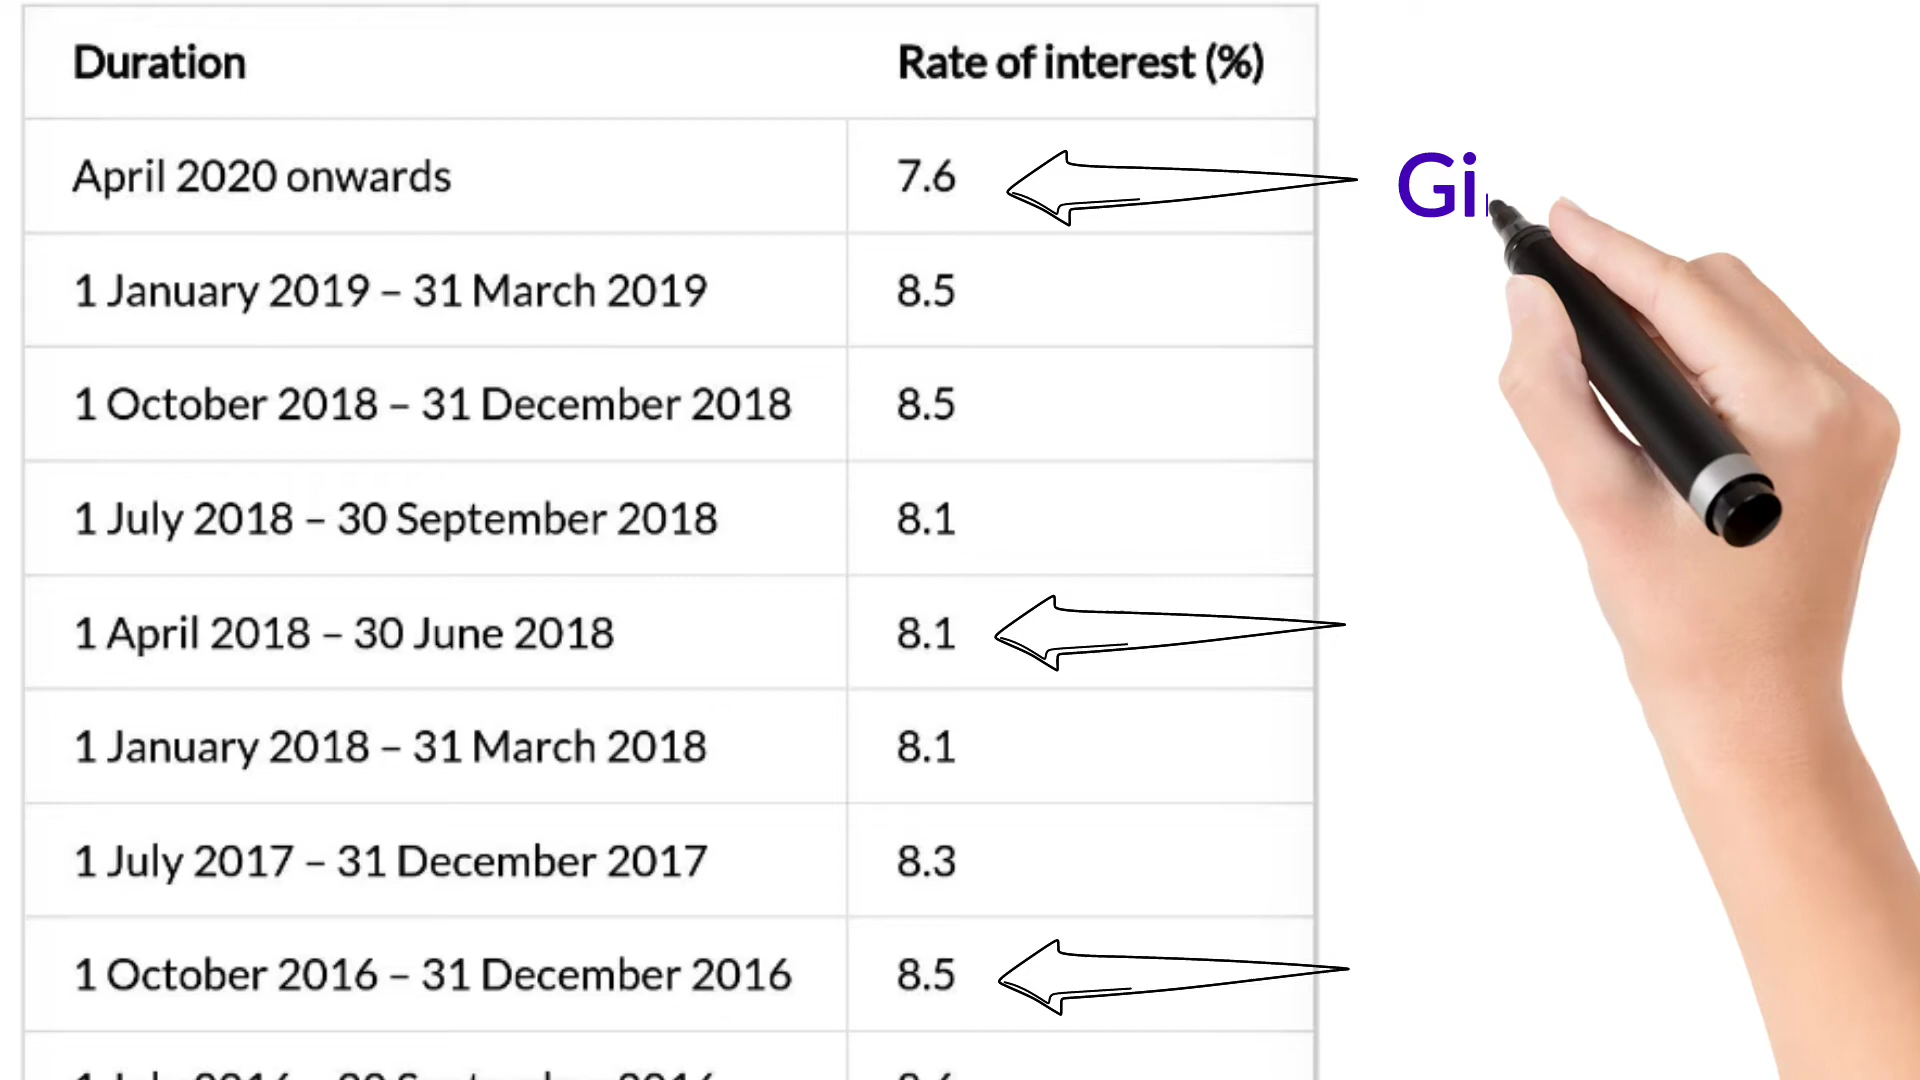 Duration Rate of interest (%)
April 2020 onwards 7.6 Gi
1 January 2019 – 31 March 2019 8.5
1 October 2018 – 31 December 2018 8.5
1 July 2018 – 30 September 2018 8.1
1 April 2018 – 30 June 2018 8.1
1 January 2018 – 31 March 2018 8.1
1 July 2017 – 31 December 2017 8.3
1 October 2016 – 31 December 2016 8.5